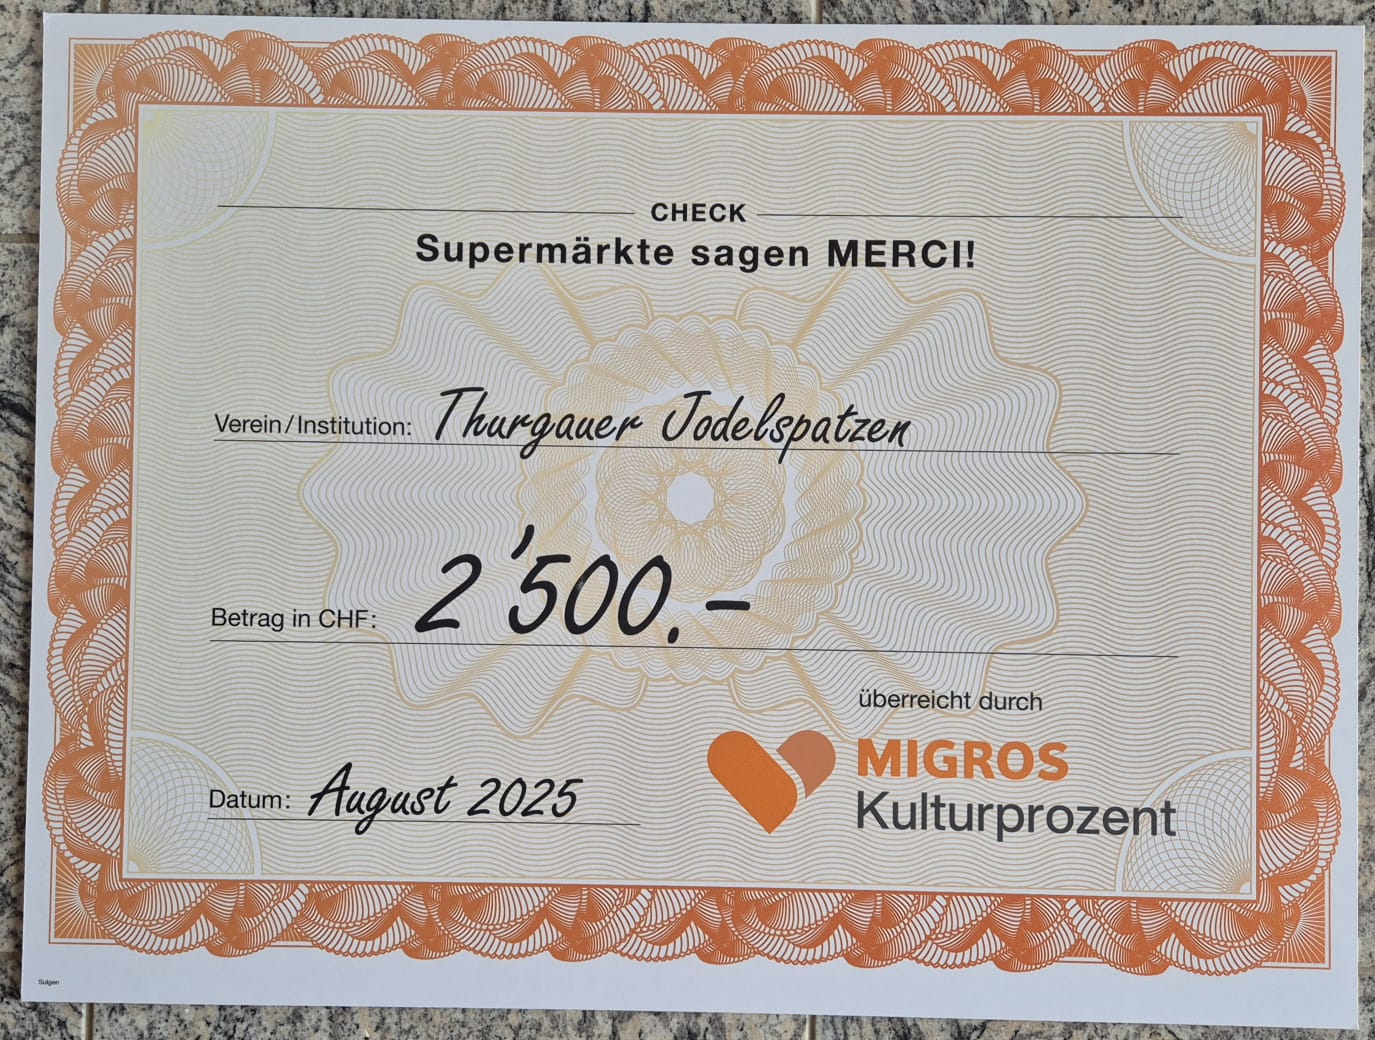 CHECK
Supermärkte sagen MERCI!
Verein/Institution: Thurgauer Jodelspatzen
Betrag in CHF: 2'500.-
überreicht durch
MIGROS
Kulturprozent
Datum: August 2025
Sulgen